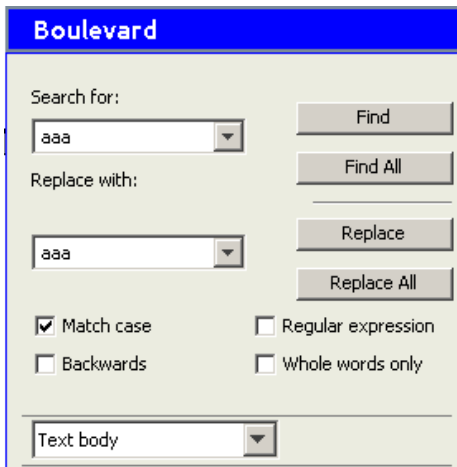 Boulevard
Search for:
aaa
Find
Find All
Replace with:
aaa
Replace
Replace All
Match case
Regular expression
Backwards
Whole words only
Text body